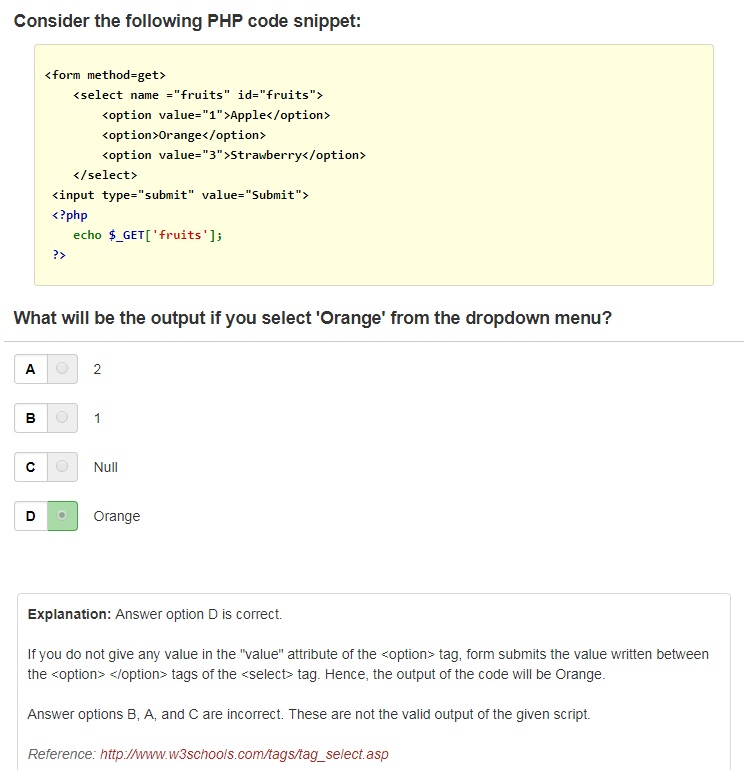 Consider the following PHP code snippet:
<form method=get>
<select name ="fruits" id="fruits">
<option value="1">Apple</option>
<option>Orange</option>
<option value="3">Strawberry</option>
</select>
<input type="submit" value="Submit">
<?php
echo $_GET['fruits'];
?>
What will be the output if you select 'Orange' from the dropdown menu?
A 2
B 1
C Null
D Orange
Explanation: Answer option D is correct.
If you do not give any value in the "value" attribute of the <option> tag, form submits the value written between
the <option> </option> tags of the <select> tag. Hence, the output of the code will be Orange.
Answer options B, A, and C are incorrect. These are not the valid output of the given script.
Reference: http://www.w3schools.com/tags/tag_select.asp